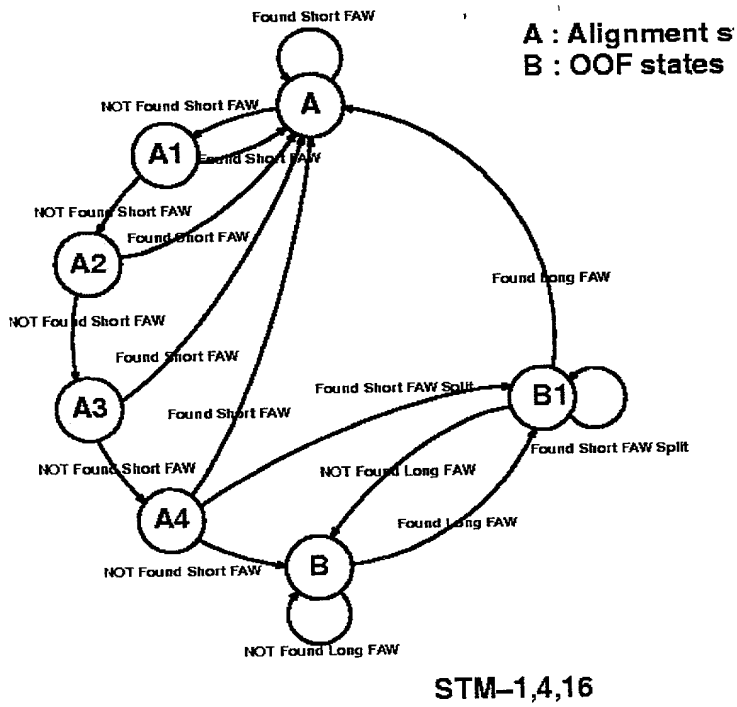 Found Short FAW
A : Alignment s
B : OOF states
A
NOT Found Short FAW
A1
Found Short FAW
NOT Found Short FAW
Found Short FAW
A2
Found Long FAW
NOT Found Short FAW
Found Short FAW
Found Short FAW Split
B1
A3
Found Short FAW
Found Short FAW Split
NOT Found Short FAW
NOT Found Long FAW
A4
Found Long FAW
NOT Found Short FAW
B
NOT Found Long FAW
STM–1,4,16